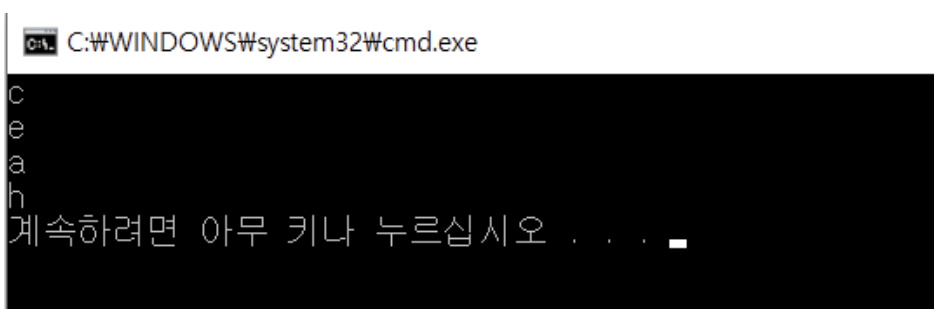 C:₩WINDOWS₩system32₩cmd.exe
c
e
a
h
계속하려면 아무 키나 누르십시오 . . .